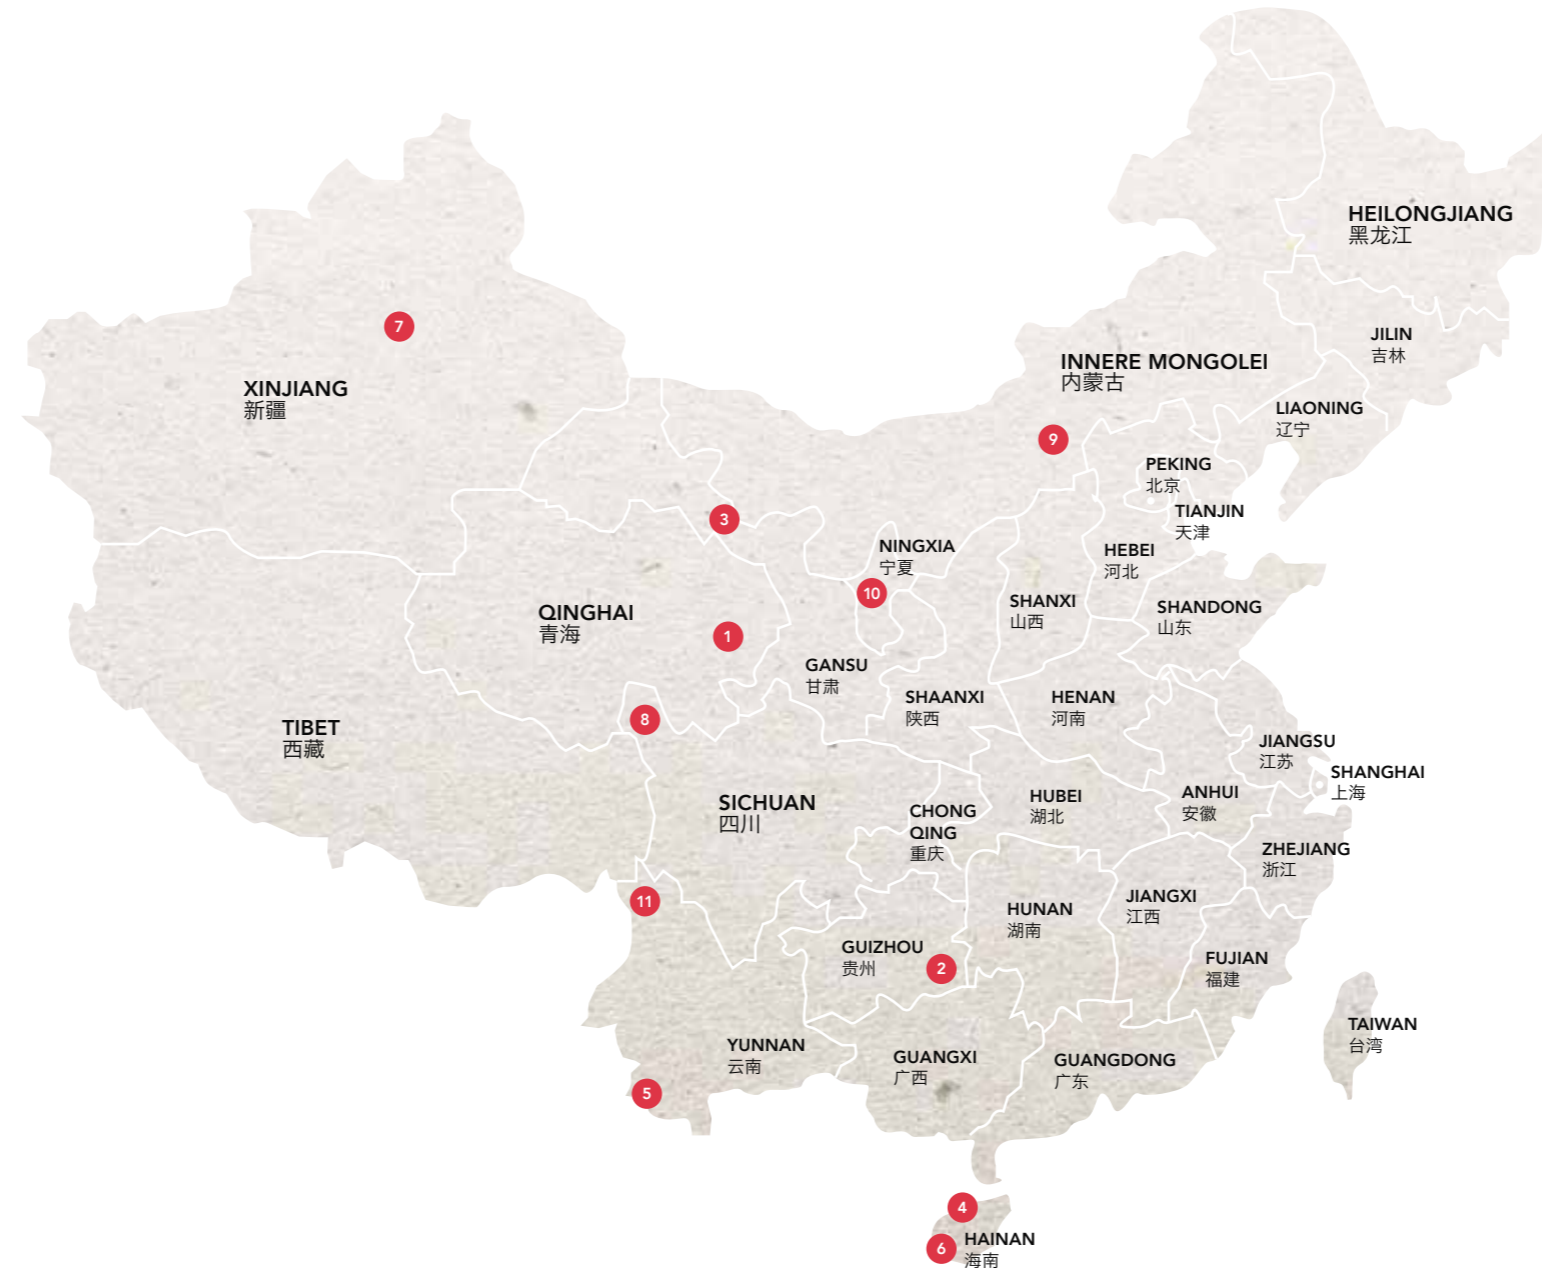 HEILONGJIANG
黑龙江
7
JILIN
吉林
INNERE MONGOLEI
内蒙古
XINJIANG
新疆
LIAONING
辽宁
9
PEKING
北京
3
TIANJIN
天津
NINGXIA
宁夏
HEBEI
河北
10
QINGHAI
青海
SHANXI
山西
SHANDONG
山东
1
GANSU
甘肃
SHAANXI
陕西
HENAN
河南
8
TIBET
西藏
JIANGSU
江苏
SHANGHAI
上海
SICHUAN
四川
CHONG
QING
重庆
HUBEI
湖北
ANHUI
安徽
ZHEJIANG
浙江
11
HUNAN
湖南
JIANGXI
江西
GUIZHOU
贵州
2
FUJIAN
福建
YUNNAN
云南
GUANGXI
广西
GUANGDONG
广东
TAIWAN
台湾
5
4
6
HAINAN
海南